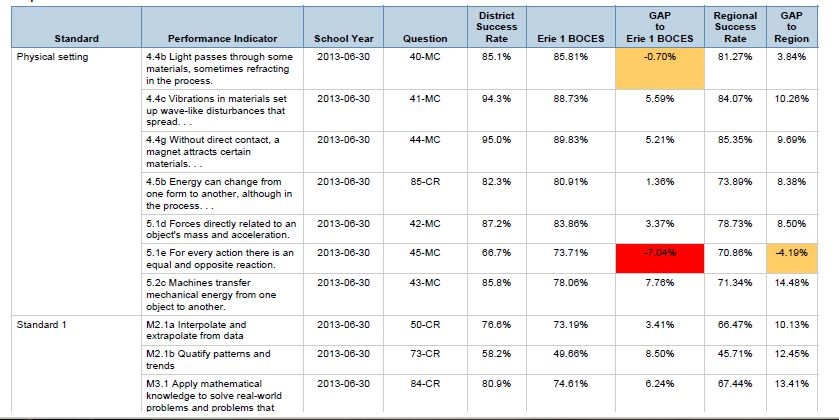 Standard Performance Indicator School Year Question District Success Rate Erie 1 BOCES GAP to Erie 1 BOCES Regional Success Rate GAP to Region
Physical setting 4.4b Light passes through some 2013-06-30 40-MC 85.1% 85.81% -0.70% 81.27% 3.84%
materials, sometimes refracting
in the process.
4.4c Vibrations in materials set 2013-06-30 41-MC 94.3% 88.73% 5.59% 84.07% 10.26%
up wave-like disturbances that
spread. . .
4.4g Without direct contact, a 2013-06-30 44-MC 95.0% 89.83% 5.21% 85.35% 9.69%
magnet attracts certain
materials. . .
4.5b Energy can change from 2013-06-30 85-CR 82.3% 80.91% 1.36% 73.89% 8.38%
one form to another, although in
the process. . .
5.1d Forces directly related to an 2013-06-30 42-MC 87.2% 83.86% 3.37% 78.73% 8.50%
object's mass and acceleration.
5.1e For every action there is an 2013-06-30 45-MC 66.7% 73.71% -7.04% 70.86% -4.19%
equal and opposite reaction.
5.2c Machines transfer 2013-06-30 43-MC 85.8% 78.06% 7.76% 71.34% 14.48%
mechanical energy from one
object to another.
Standard 1 M2.1a Interpolate and 2013-06-30 50-CR 76.6% 73.19% 3.41% 66.47% 10.13%
extrapolate from data
M2.1b Quatify patterns and 2013-06-30 73-CR 58.2% 49.66% 8.50% 45.71% 12.45%
trends
M3.1 Apply mathematical 2013-06-30 84-CR 80.9% 74.61% 6.24% 67.44% 13.41%
knowledge to solve real-world
problems and problems that